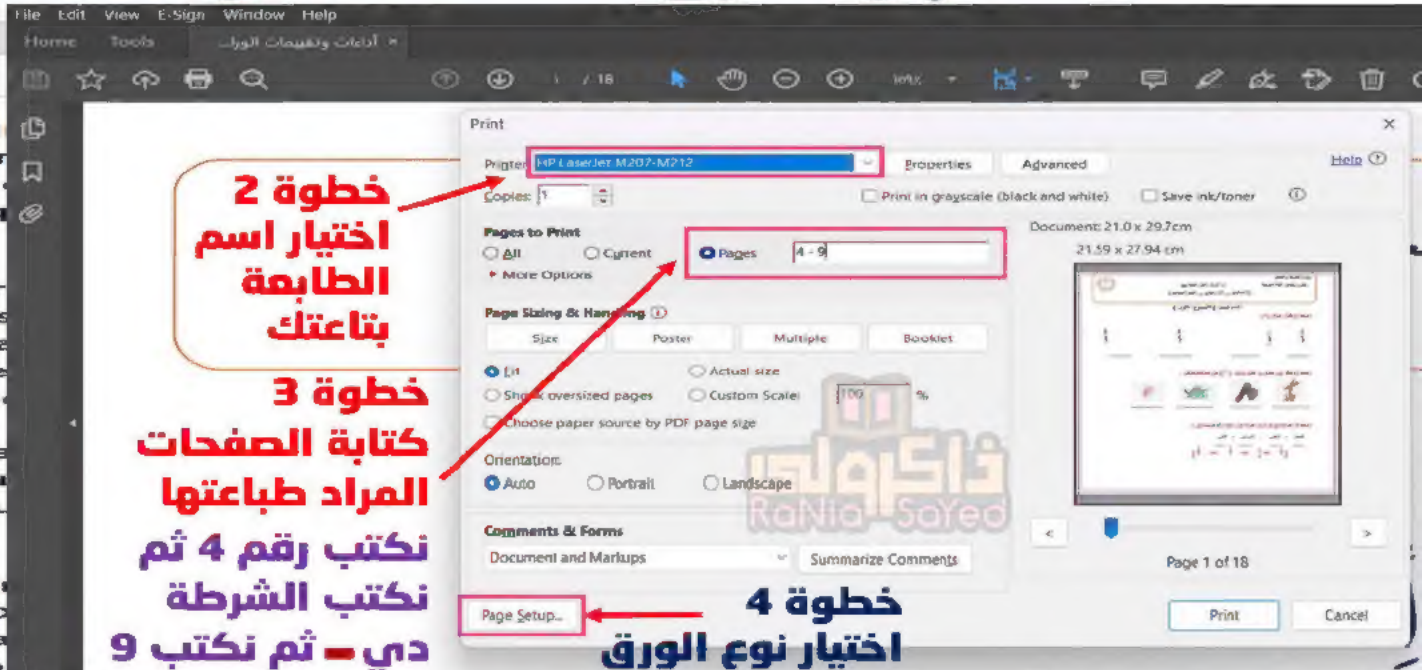 File Edit View E-Sign Window Help
Home Tools أداءات وتقييمات الورات ×
1 / 18
Print
Printer: HP LaserJet M207-M212 Properties Advanced Help
Copies: 1 Print in grayscale (black and white) Save ink/toner
Pages to Print
All Current Pages 4 - 9
More Options
Document: 21.0 x 29.7cm
21.59 x 27.94 cm
Page Sizing & Handling
Size Poster Multiple Booklet
Fit Actual size
Shrink oversized pages Custom Scale: 100 %
Choose paper source by PDF page size
Orientation:
Auto Portrait Landscape
Comments & Forms
Document and Markups Summarize Comments
< >
Page 1 of 18
Page Setup... Print Cancel
خطوة 2
اختيار اسم
الطابعة
بتاعتك
خطوة 3
كتابة الصفحات
المراد طباعتها
نكتب رقم 4 ثم
نكتب الشرطة
دي - ثم نكتب 9
خطوة 4
اختيار نوع الورق
ذاكرولي
RaNia SaYed